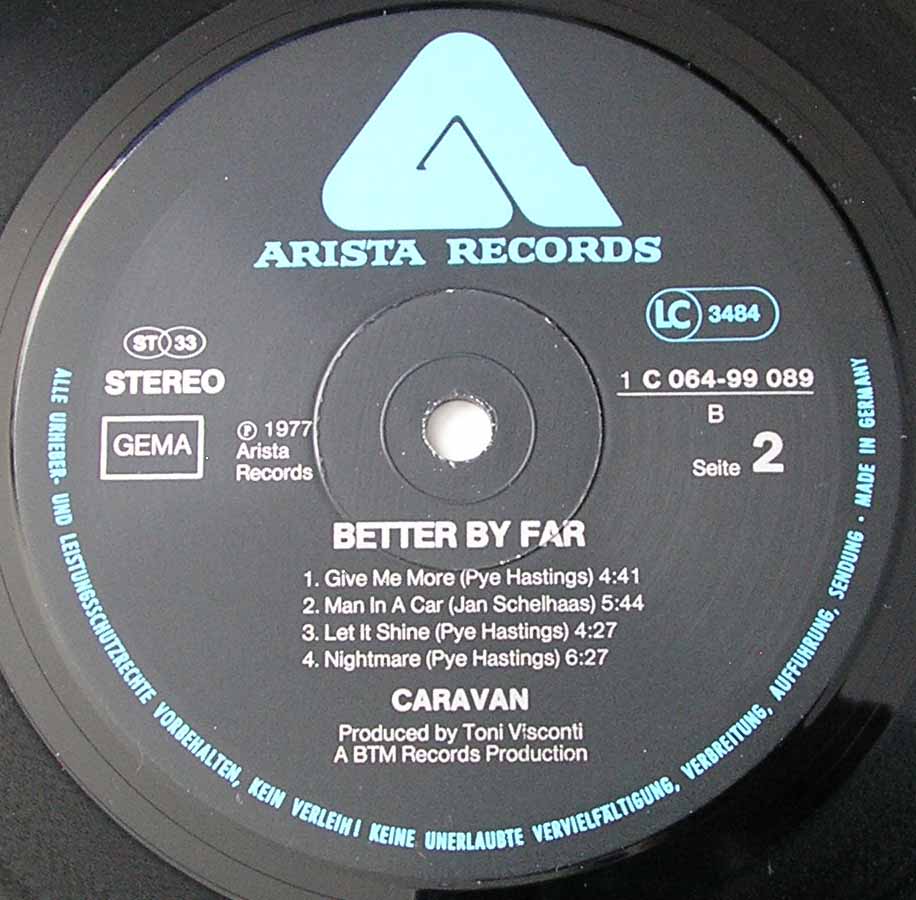 ARISTA RECORDS
LC 3484
ST 33
STEREO
GEMA
℗ 1977
Arista
Records
1 C 064-99 089
B
Seite 2
BETTER BY FAR
1. Give Me More (Pye Hastings) 4:41
2. Man In A Car (Jan Schelhaas) 5:44
3. Let It Shine (Pye Hastings) 4:27
4. Nightmare (Pye Hastings) 6:27
CARAVAN
Produced by Toni Visconti
A BTM Records Production
ALLE URHEBER- UND LEISTUNGSSCHUTZRECHTE VORBEHALTEN, KEIN VERLEIH! KEINE UNERLAUBTE VERVIELFÄLTIGUNG, VERBREITUNG, AUFFÜHRUNG, SENDUNG · MADE IN GERMANY